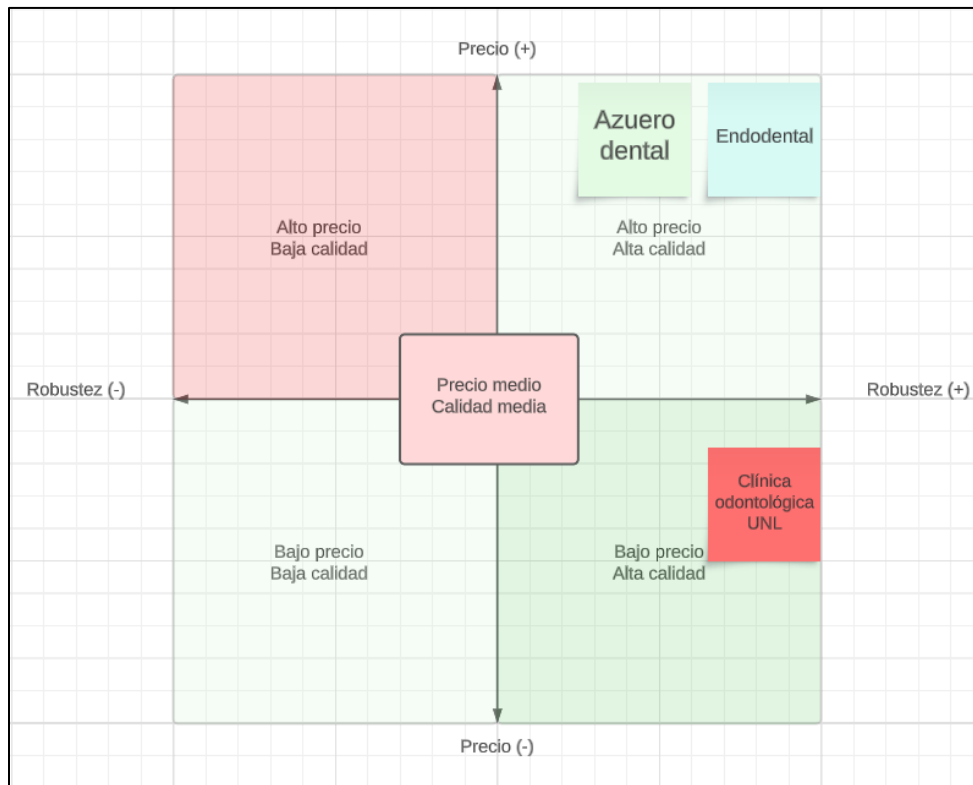 Precio (+)
Azuero
dental
Endodental
Alto precio
Baja calidad
Alto precio
Alta calidad
Robustez (-)
Precio medio
Calidad media
Robustez (+)
Clínica
odontológica
UNL
Bajo precio
Baja calidad
Bajo precio
Alta calidad
Precio (-)